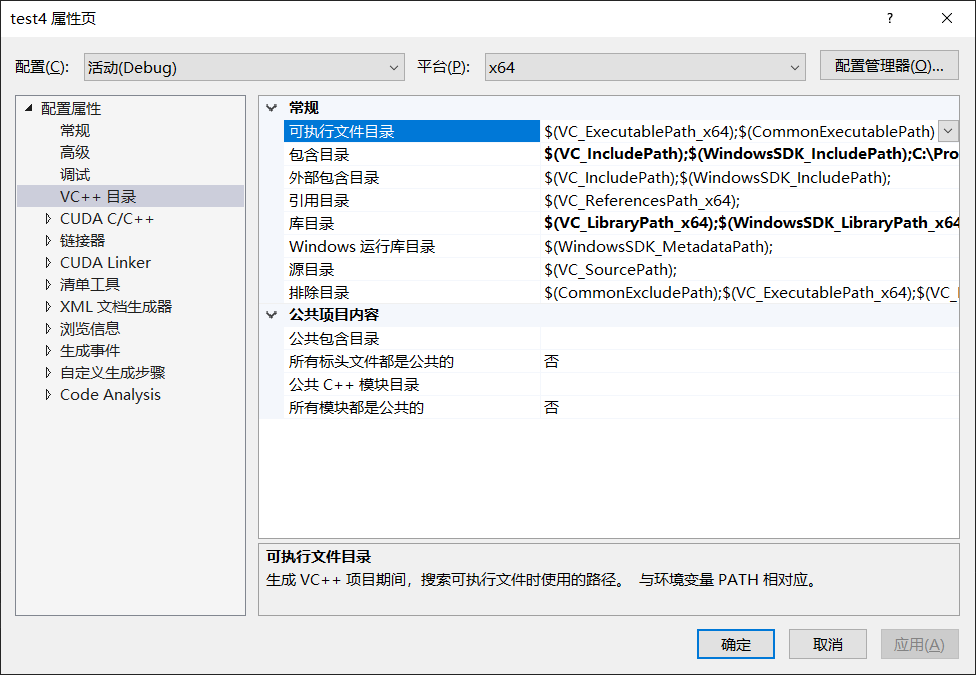 test4 属性页
?
配置(C):
活动(Debug)
平台(P):
x64
配置管理器(O)...
配置属性
常规
高级
调试
VC++ 目录
CUDA C/C++
链接器
CUDA Linker
清单工具
XML 文档生成器
浏览信息
生成事件
自定义生成步骤
Code Analysis
常规
可执行文件目录 $(VC_ExecutablePath_x64);$(CommonExecutablePath)
包含目录 $(VC_IncludePath);$(WindowsSDK_IncludePath);C:\Pro
外部包含目录 $(VC_IncludePath);$(WindowsSDK_IncludePath);
引用目录 $(VC_ReferencesPath_x64);
库目录 $(VC_LibraryPath_x64);$(WindowsSDK_LibraryPath_x64
Windows 运行库目录 $(WindowsSDK_MetadataPath);
源目录 $(VC_SourcePath);
排除目录 $(CommonExcludePath);$(VC_ExecutablePath_x64);$(VC_
公共项目内容
公共包含目录
所有标头文件都是公共的 否
公共 C++ 模块目录
所有模块都是公共的 否
可执行文件目录
生成 VC++ 项目期间，搜索可执行文件时使用的路径。 与环境变量 PATH 相对应。
确定
取消
应用(A)